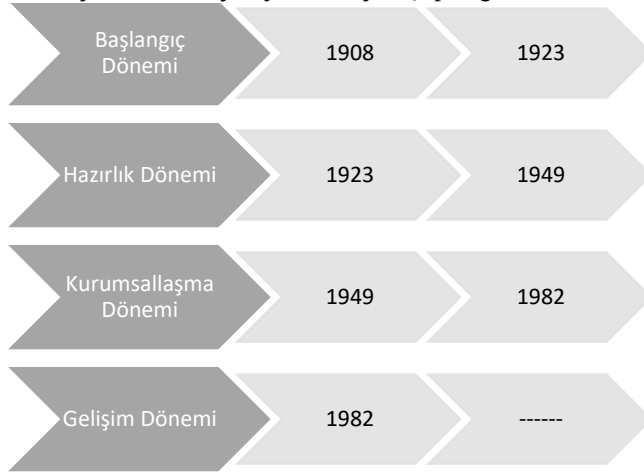 Başlangıç
Dönemi
1908
1923
Hazırlık Dönemi
1923
1949
Kurumsallaşma
Dönemi
1949
1982
Gelişim Dönemi
1982
------